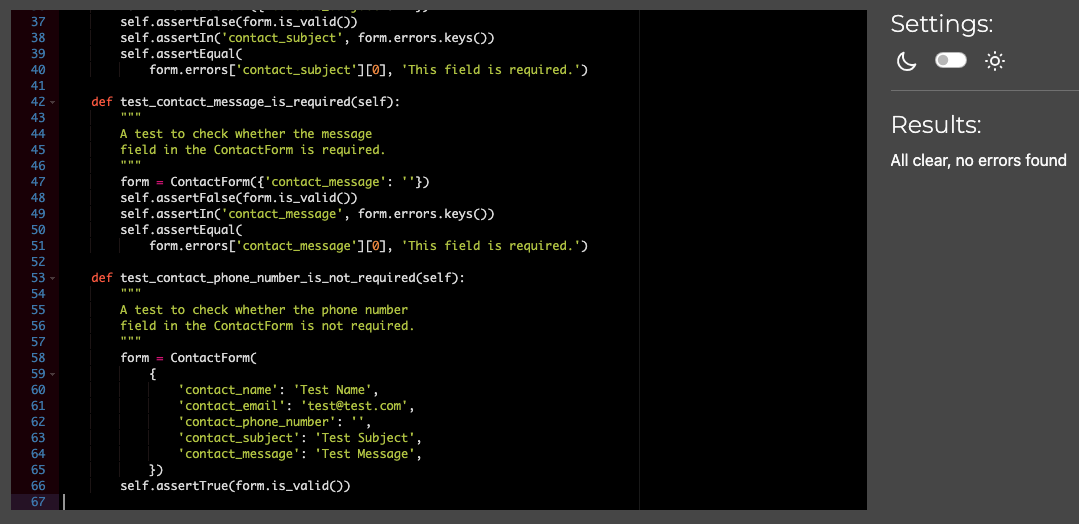 37 self.assertFalse(form.is_valid())
38 self.assertIn('contact_subject', form.errors.keys())
39 self.assertEqual(
40 form.errors['contact_subject'][0], 'This field is required.')
41
42 def test_contact_message_is_required(self):
43 """
44 A test to check whether the message
45 field in the ContactForm is required.
46 """
47 form = ContactForm({'contact_message': ''})
48 self.assertFalse(form.is_valid())
49 self.assertIn('contact_message', form.errors.keys())
50 self.assertEqual(
51 form.errors['contact_message'][0], 'This field is required.')
52
53 def test_contact_phone_number_is_not_required(self):
54 """
55 A test to check whether the phone number
56 field in the ContactForm is not required.
57 """
58 form = ContactForm(
59 {
60 'contact_name': 'Test Name',
61 'contact_email': 'test@test.com',
62 'contact_phone_number': '',
63 'contact_subject': 'Test Subject',
64 'contact_message': 'Test Message',
65 })
66 self.assertTrue(form.is_valid())
67
Settings:
Results:
All clear, no errors found